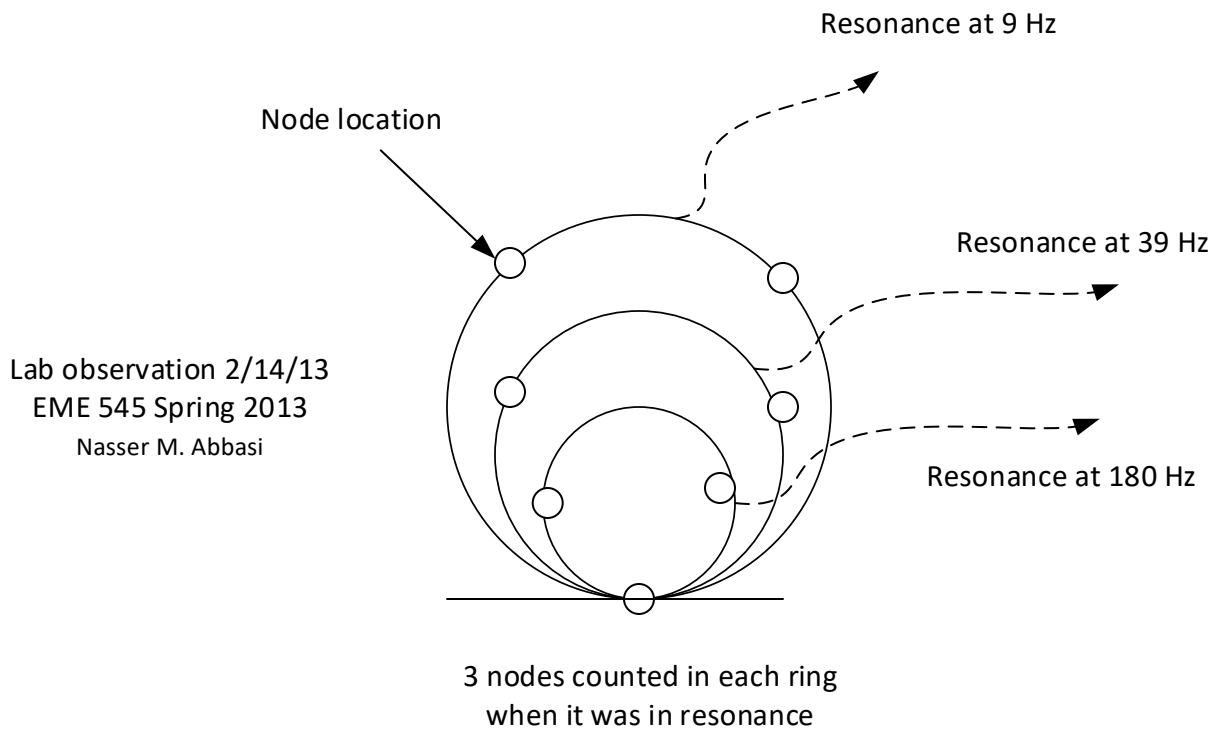 Resonance at 9 Hz
Node location
Resonance at 39 Hz
Lab observation 2/14/13
EME 545 Spring 2013
Nasser M. Abbasi
Resonance at 180 Hz
3 nodes counted in each ring
when it was in resonance